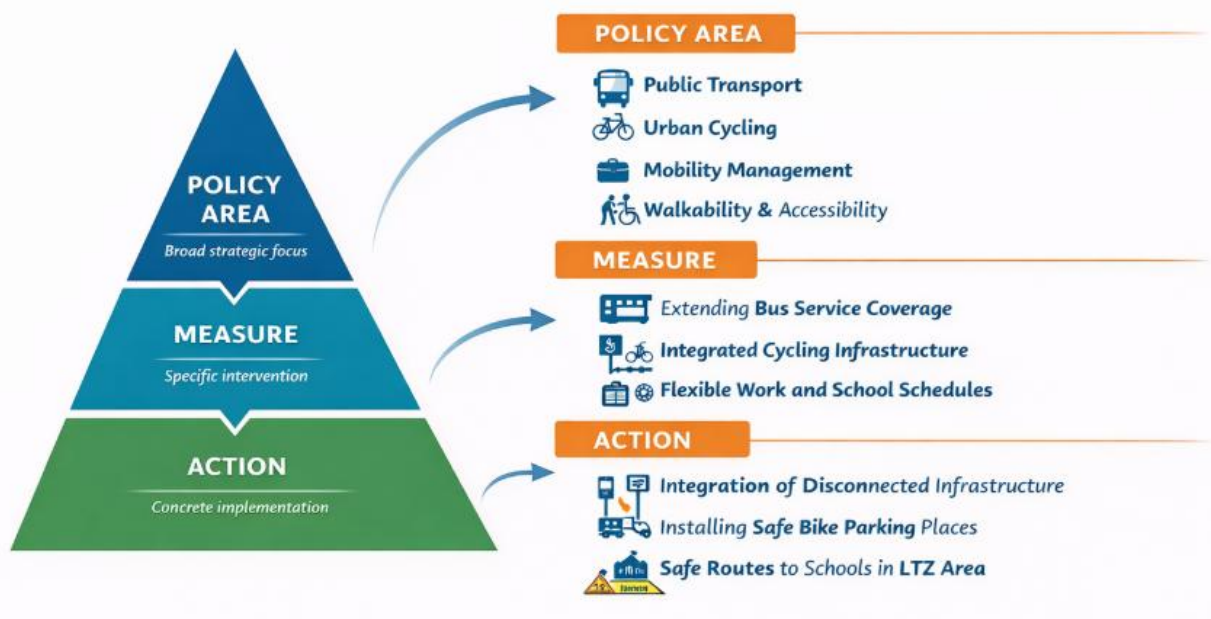 POLICY
AREA
Broad strategic focus
MEASURE
Specific intervention
ACTION
Concrete implementation
POLICY AREA
Public Transport
Urban Cycling
Mobility Management
Walkability & Accessibility
MEASURE
Extending Bus Service Coverage
Integrated Cycling Infrastructure
Flexible Work and School Schedules
ACTION
Integration of Disconnected Infrastructure
Installing Safe Bike Parking Places
Safe Routes to Schools in LTZ Area